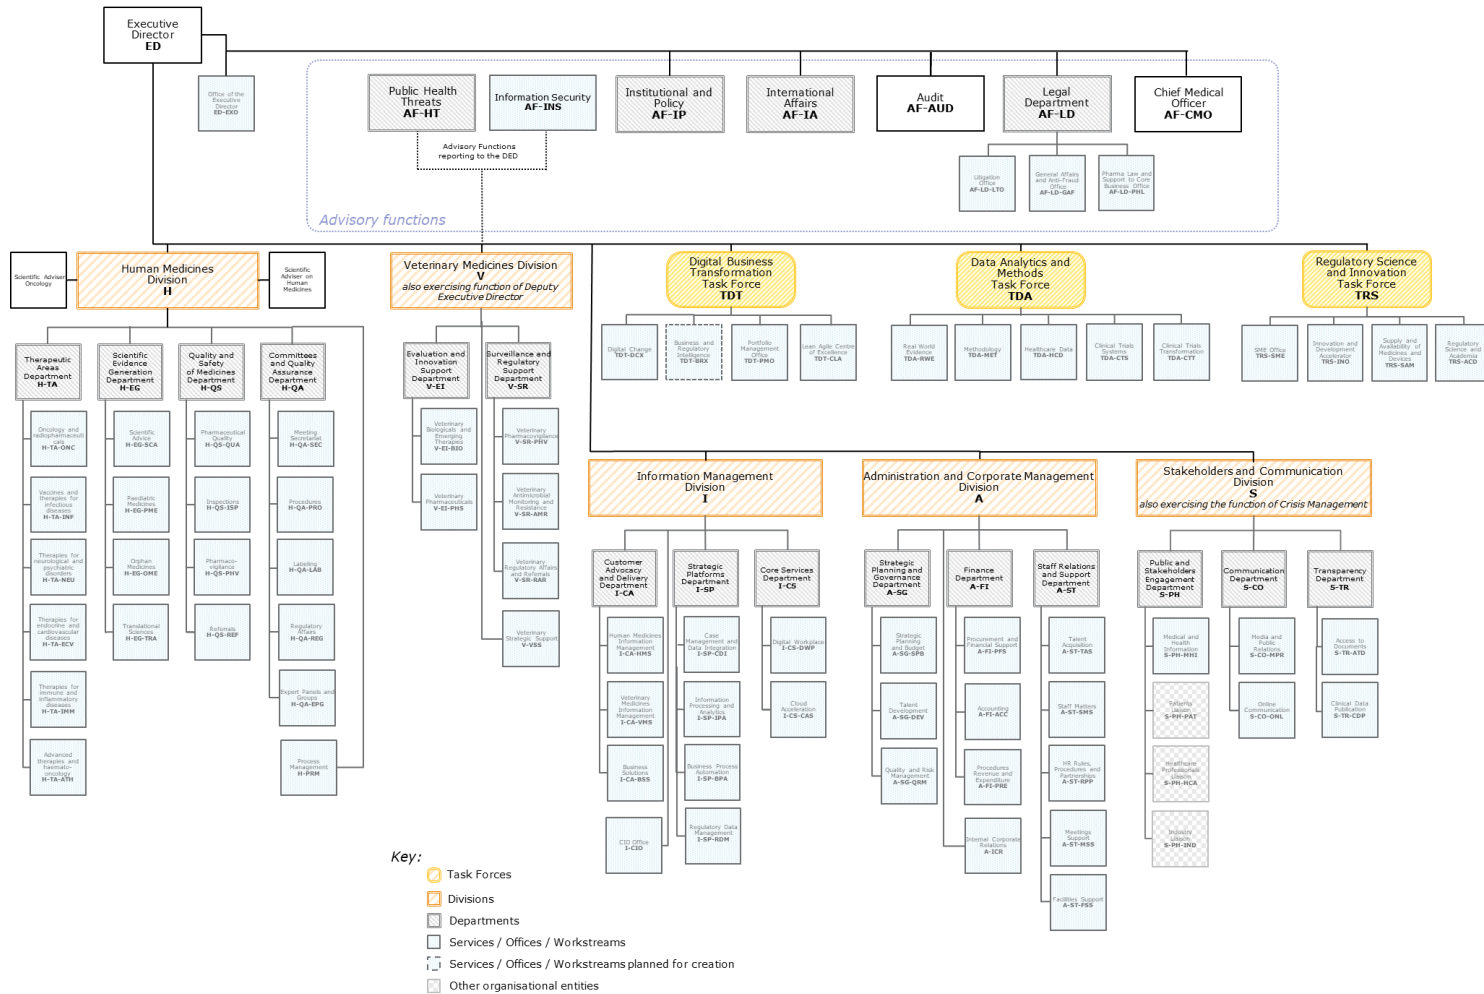 Executive
Director
ED
Office of the
Executive
Director
ED-EXO
Public Health
Threats
AF-HT
Information Security
AF-INS
Institutional and
Policy
AF-IP
International
Affairs
AF-IA
Audit
AF-AUD
Legal
Department
AF-LD
Chief Medical
Officer
AF-CMO
Advisory Functions
reporting to the DED
Litigation
Office
AF-LD-LTO
General Affairs
and Anti-Fraud
Office
AF-LD-GAF
Pharma Law and
Support to Core
Business Office
AF-LD-PHL
Advisory functions
Scientific Adviser
Oncology
Human Medicines
Division
H
Scientific
Adviser on
Human
Medicines
Veterinary Medicines Division
V
also exercising function of Deputy
Executive Director
Digital Business
Transformation
Task Force
TDT
Data Analytics and
Methods
Task Force
TDA
Regulatory Science
and Innovation
Task Force
TRS
Digital Change
TDT-DCX
Business and
Regulatory
Intelligence
TDT-BRX
Portfolio
Management
Office
TDT-PMO
Lean Agile Centre
of Excellence
TDT-CLA
Real World
Evidence
TDA-RWE
Methodology
TDA-MET
Healthcare Data
TDA-HCD
Clinical Trials
Systems
TDA-CTS
Clinical Trials
Transformation
TDA-CTT
SME Office
TRS-SME
Innovation and
Development
Accelerator
TRS-INO
Supply and
Availability of
Medicines and
Devices
TRS-SAM
Regulatory
Science and
Academia
TRS-ACD
Therapeutic
Areas
Department
H-TA
Scientific
Evidence
Generation
Department
H-EG
Quality and
Safety
of Medicines
Department
H-QS
Committees
and Quality
Assurance
Department
H-QA
Evaluation and
Innovation
Support
Department
V-EI
Surveillance and
Regulatory
Support
Department
V-SR
Oncology and
radiopharmaceuti
cals
H-TA-ONC
Scientific
Advice
H-EG-SCA
Pharmaceutical
Quality
H-QS-QUA
Meeting
Secretariat
H-QA-SEC
Veterinary
Biologicals and
Emerging
Therapies
V-EI-BIO
Veterinary
Pharmacovigilance
V-SR-PHV
Vaccines and
therapies for
infectious
diseases
H-TA-INF
Paediatric
Medicines
H-EG-PME
Inspections
H-QS-ISP
Procedures
H-QA-PRO
Veterinary
Pharmaceuticals
V-EI-PHS
Veterinary
Antimicrobial
Monitoring and
Resistance
V-SR-AMR
Therapies for
neurological and
psychiatric
disorders
H-TA-NEU
Orphan
Medicines
H-EG-OME
Pharmaco-
vigilance
H-QS-PHV
Labeling
H-QA-LAB
Veterinary
Regulatory Affairs
and Referrals
V-SR-RAR
Therapies for
endocrine and
cardiovascular
diseases
H-TA-ECV
Translational
Sciences
H-EG-TRA
Referrals
H-QS-REF
Regulatory
Affairs
H-QA-REG
Veterinary
Strategic Support
V-VSS
Therapies for
immune and
inflammatory
diseases
H-TA-IMM
Expert Panels and
Groups
H-QA-EPG
Advanced
therapies and
haemato-
oncology
H-TA-ATH
Process
Management
H-PRM
Information Management
Division
I
Administration and Corporate Management
Division
A
Stakeholders and Communication
Division
S
also exercising the function of Crisis Management
Customer
Advocacy
and Delivery
Department
I-CA
Strategic
Platforms
Department
I-SP
Core Services
Department
I-CS
Strategic
Planning and
Governance
Department
A-SG
Finance
Department
A-FI
Staff Relations
and Support
Department
A-ST
Public and
Stakeholders
Engagement
Department
S-PH
Communication
Department
S-CO
Transparency
Department
S-TR
Human Medicines
Information
Management
I-CA-HMS
Case
Management and
Data Integration
I-SP-CDI
Digital Workplace
I-CS-DWP
Strategic
Planning
and Budget
A-SG-SPB
Procurement and
Financial Support
A-FI-PFS
Talent
Acquisition
A-ST-TAS
Medical and
Health
Information
S-PH-MHI
Media and
Public
Relations
S-CO-MPR
Access to
Documents
S-TR-ATD
Veterinary
Medicines
Information
Management
I-CA-VMS
Information
Processing and
Analytics
I-SP-IPA
Cloud
Acceleration
I-CS-CAS
Talent
Development
A-SG-DEV
Accounting
A-FI-ACC
Staff Matters
A-ST-SMS
Patients
Liaison
S-PH-PAT
Online
Communication
S-CO-ONL
Clinical Data
Publication
S-TR-CDP
Business
Solutions
I-CA-BSS
Business Process
Automation
I-SP-BPA
Quality and Risk
Management
A-SG-QRM
Procedures
Revenue and
Expenditure
A-FI-PRE
HR Rules,
Procedures and
Partnerships
A-ST-RPP
Healthcare
Professionals
Liaison
S-PH-HCA
CIO Office
I-CIO
Regulatory Data
Management
I-SP-RDM
Internal Corporate
Relations
A-ICR
Meetings
Support
A-ST-MSS
Industry
Liaison
S-PH-IND
Facilities Support
A-ST-FSS
Key:
Task Forces
Divisions
Departments
Services / Offices / Workstreams
Services / Offices / Workstreams planned for creation
Other organisational entities